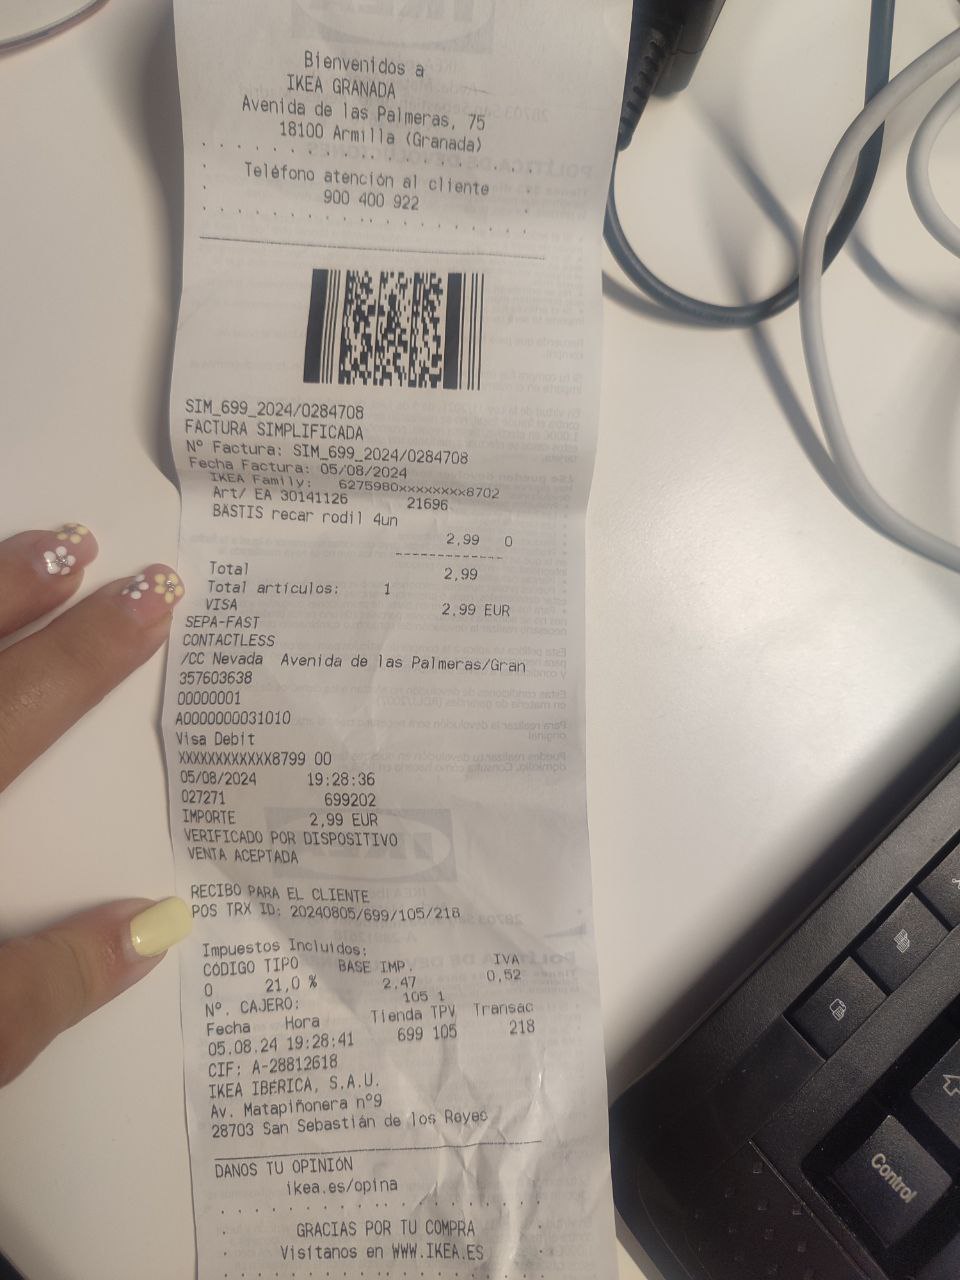 Bienvenidos a
IKEA GRANADA
Avenida de las Palmeras, 75
18100 Armilla (Granada)
Teléfono atención al cliente
900 400 922
SIM_699_2024/0284708
FACTURA SIMPLIFICADA
Nº Factura: SIM_699_2024/0284708
Fecha Factura: 05/08/2024
IKEA Family: 6275980xxxxxxxx8702
Art/ EA 30141126 21696
BASTIS recar rodil 4un
2,99 0
Total 2,99
Total artículos: 1
VISA 2,99 EUR
SEPA-FAST
CONTACTLESS
/CC Nevada Avenida de las Palmeras/Gran
357603638
00000001
A0000000031010
Visa Debit
XXXXXXXXXXXX8799 00
05/08/2024 19:28:36
027271 699202
IMPORTE 2,99 EUR
VERIFICADO POR DISPOSITIVO
VENTA ACEPTADA
RECIBO PARA EL CLIENTE
POS TRX ID: 20240805/699/105/218
Impuestos Incluidos:
CÓDIGO TIPO BASE IMP. IVA
0 21,0 % 2,47 0,52
Nº. CAJERO: 105 1
Fecha Hora Tienda TPV Transac
05.08.24 19:28:41 699 105 218
CIF: A-28812618
IKEA IBÉRICA, S.A.U.
Av. Matapiñonera nº9
28703 San Sebastián de los Reyes
DANOS TU OPINIÓN
ikea.es/opina
GRACIAS POR TU COMPRA
Visítanos en WWW.IKEA.ES
Control